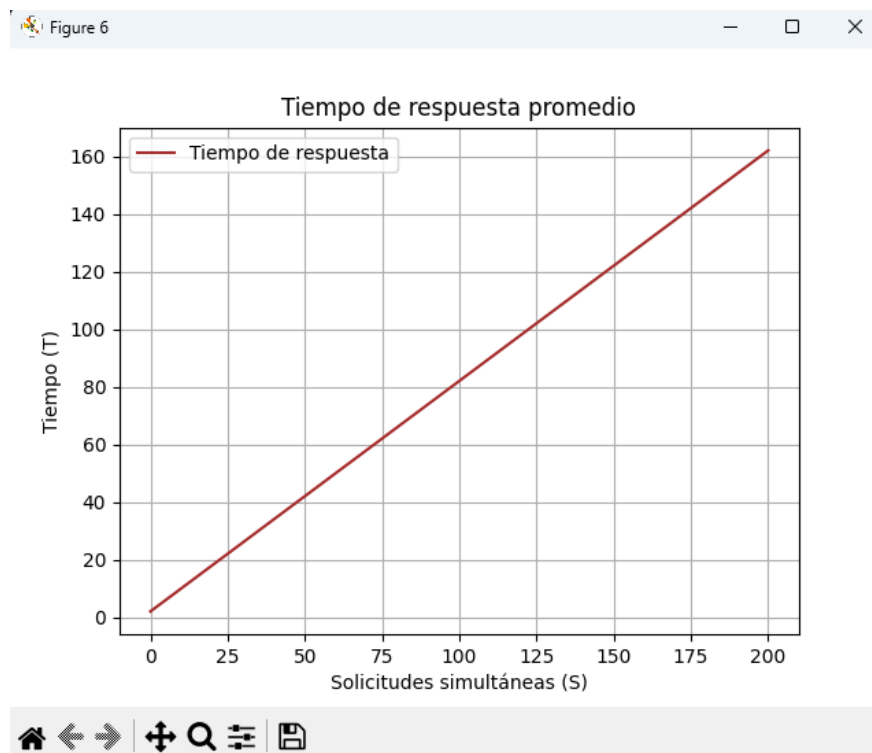 Figure 6
Tiempo de respuesta promedio
Tiempo de respuesta
160
140
120
100
80
60
40
20
0
Tiempo (T)
0 25 50 75 100 125 150 175 200
Solicitudes simultáneas (S)